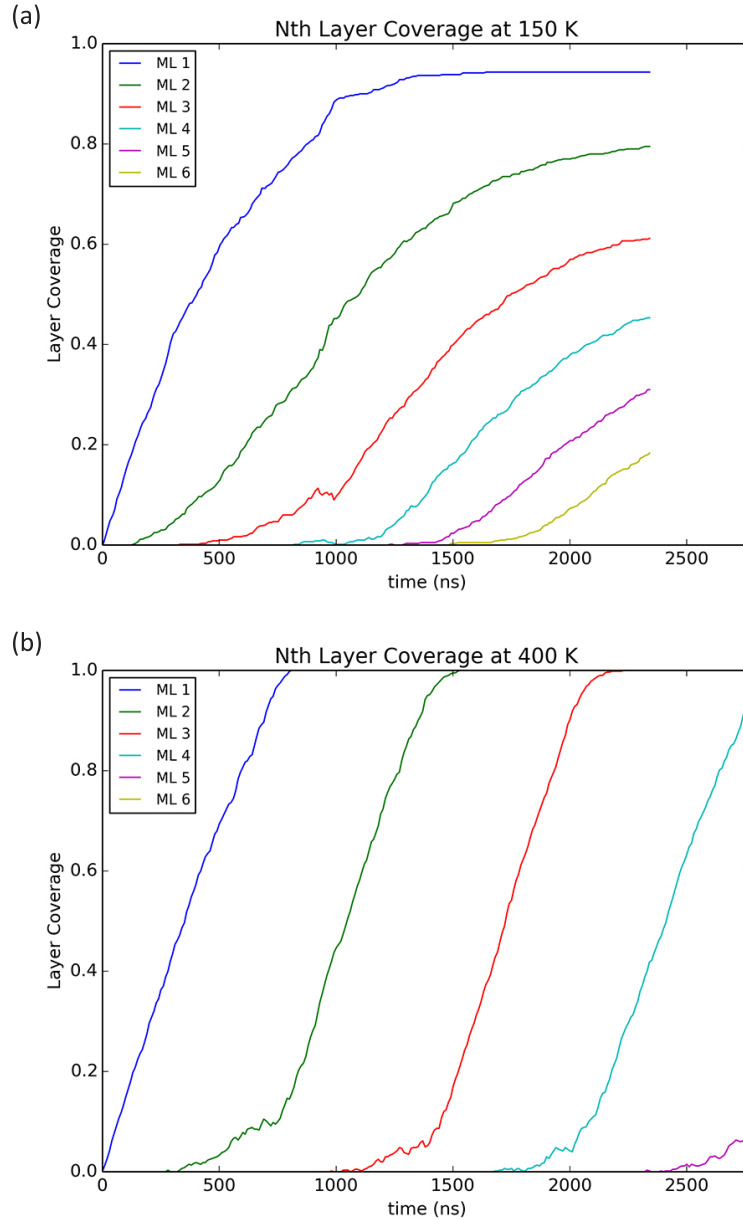 (a)
Nth Layer Coverage at 150 K
1.0
0.8
0.6
0.4
0.2
0.0
Layer Coverage
ML 1
ML 2
ML 3
ML 4
ML 5
ML 6
0 500 1000 1500 2000 2500
time (ns)
(b)
Nth Layer Coverage at 400 K
1.0
0.8
0.6
0.4
0.2
0.0
Layer Coverage
ML 1
ML 2
ML 3
ML 4
ML 5
ML 6
0 500 1000 1500 2000 2500
time (ns)